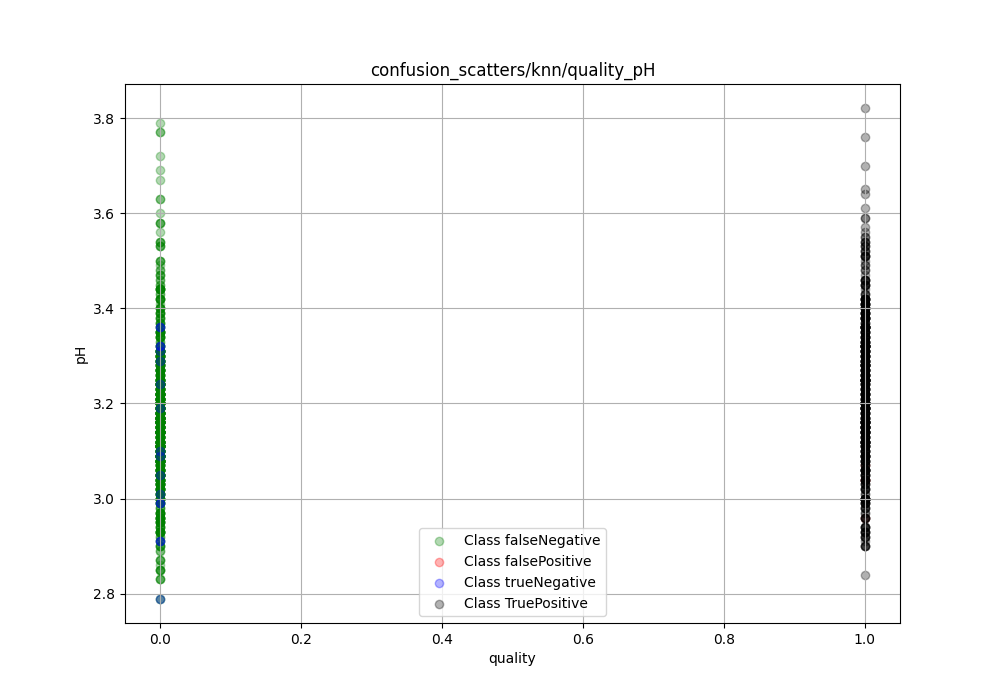 confusion_scatters/knn/quality_pH
3.8
3.6
3.4
3.2
3.0
2.8
pH
0.0 0.2 0.4 0.6 0.8 1.0
quality
Class falseNegative
Class falsePositive
Class trueNegative
Class TruePositive